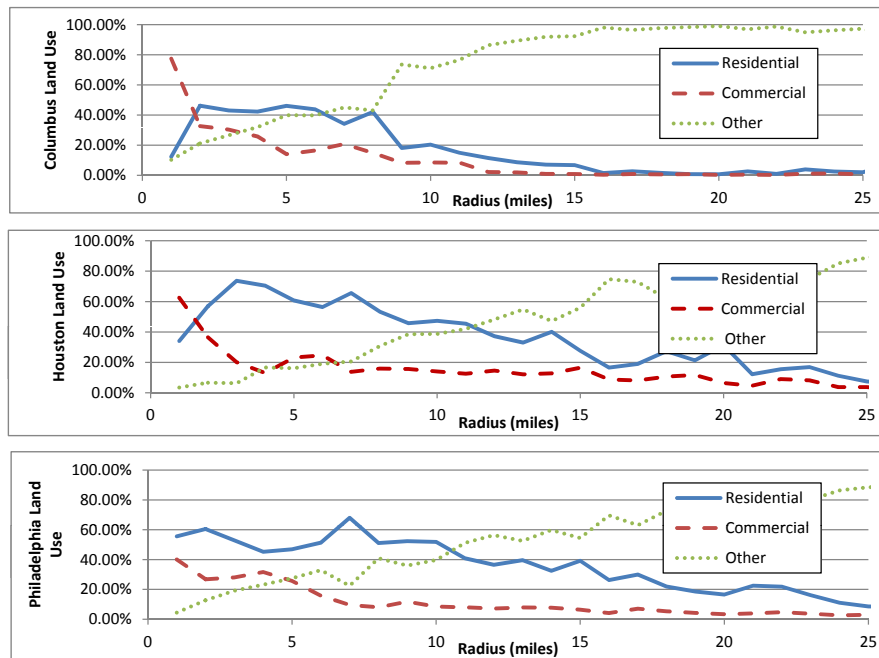 100.00%
80.00%
60.00%
40.00%
20.00%
0.00%
Columbus Land Use
Residential
Commercial
Other
0 5 10 15 20 25
Radius (miles)
100.00%
80.00%
60.00%
40.00%
20.00%
0.00%
Houston Land Use
Residential
Commercial
Other
0 5 10 15 20 25
Radius (miles)
100.00%
80.00%
60.00%
40.00%
20.00%
0.00%
Philadelphia Land
Use
Residential
Commercial
Other
0 5 10 15 20 25
Radius (miles)